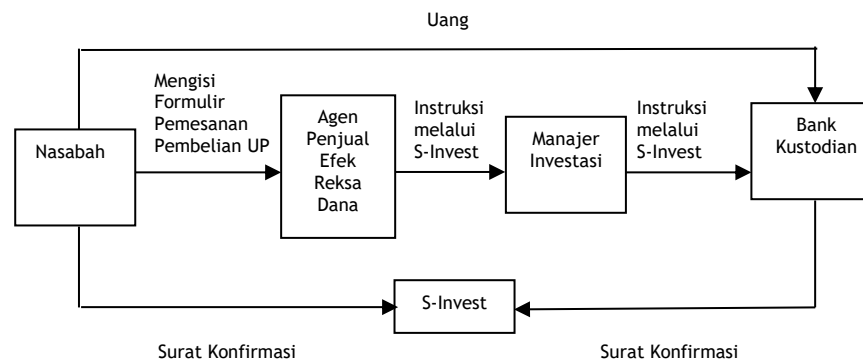 Uang
Mengisi
Formulir
Pemesanan
Pembelian UP
Nasabah
Agen
Penjual
Efek
Reksa
Dana
Instruksi
melalui
S-Invest
Manajer
Investasi
Instruksi
melalui
S-Invest
Bank
Kustodian
S-Invest
Surat Konfirmasi
Surat Konfirmasi